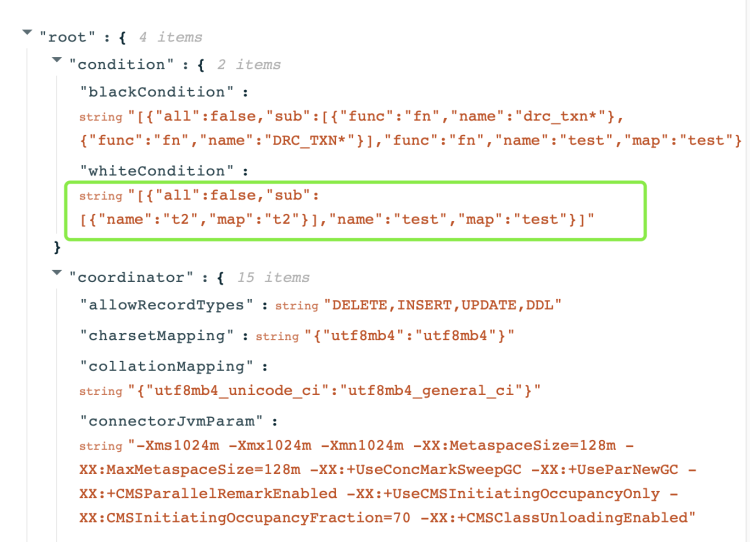 "root" : { 4 items
"condition" : { 2 items
"blackCondition" :
string "[{"all":false,"sub":[{"func":"fn","name":"drc_txn*"},
{"func":"fn","name":"DRC_TXN*"}],"func":"fn","name":"test","map":"test"}
"whiteCondition" :
string "[{"all":false,"sub":
[{"name":"t2","map":"t2"}],"name":"test","map":"test"}]"
}
"coordinator" : { 15 items
"allowRecordTypes" : string "DELETE,INSERT,UPDATE,DDL"
"charsetMapping" : string "{"utf8mb4":"utf8mb4"}"
"collationMapping" :
string "{"utf8mb4_unicode_ci":"utf8mb4_general_ci"}"
"connectorJvmParam" :
string "-Xms1024m -Xmx1024m -Xmn1024m -XX:MetaspaceSize=128m -
XX:MaxMetaspaceSize=128m -XX:+UseConcMarkSweepGC -XX:+UseParNewGC -
XX:+CMSParallelRemarkEnabled -XX:+UseCMSInitiatingOccupancyOnly -
XX:CMSInitiatingOccupancyFraction=70 -XX:+CMSClassUnloadingEnabled"